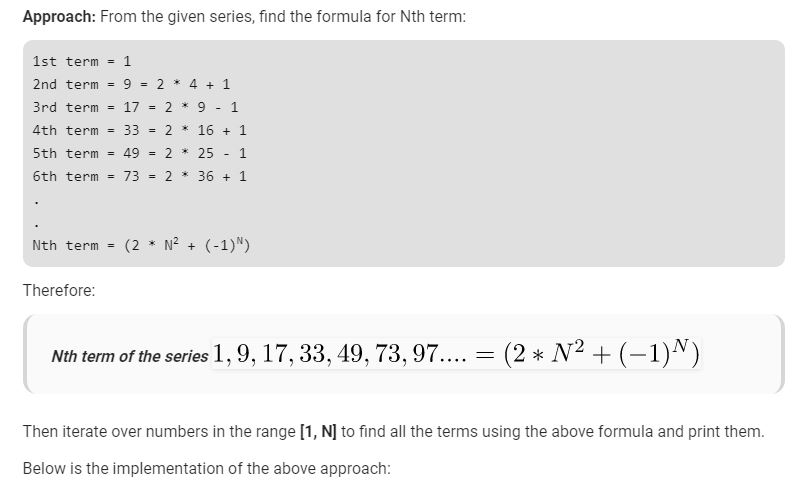 Approach: From the given series, find the formula for Nth term:
1st term = 1
2nd term = 9 = 2 * 4 + 1
3rd term = 17 = 2 * 9 - 1
4th term = 33 = 2 * 16 + 1
5th term = 49 = 2 * 25 - 1
6th term = 73 = 2 * 36 + 1
.
.
Nth term = (2 * N² + (-1)ᴺ)
Therefore:
Nth term of the series 1, 9, 17, 33, 49, 73, 97.... = (2 * N² + (−1)ᴺ)
Then iterate over numbers in the range [1, N] to find all the terms using the above formula and print them.
Below is the implementation of the above approach: